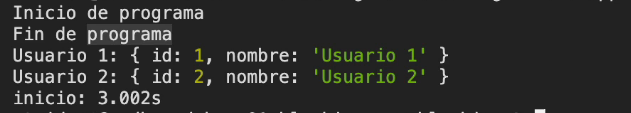 Inicio de programa
Fin de programa
Usuario 1: { id: 1, nombre: 'Usuario 1' }
Usuario 2: { id: 2, nombre: 'Usuario 2' }
inicio: 3.002s